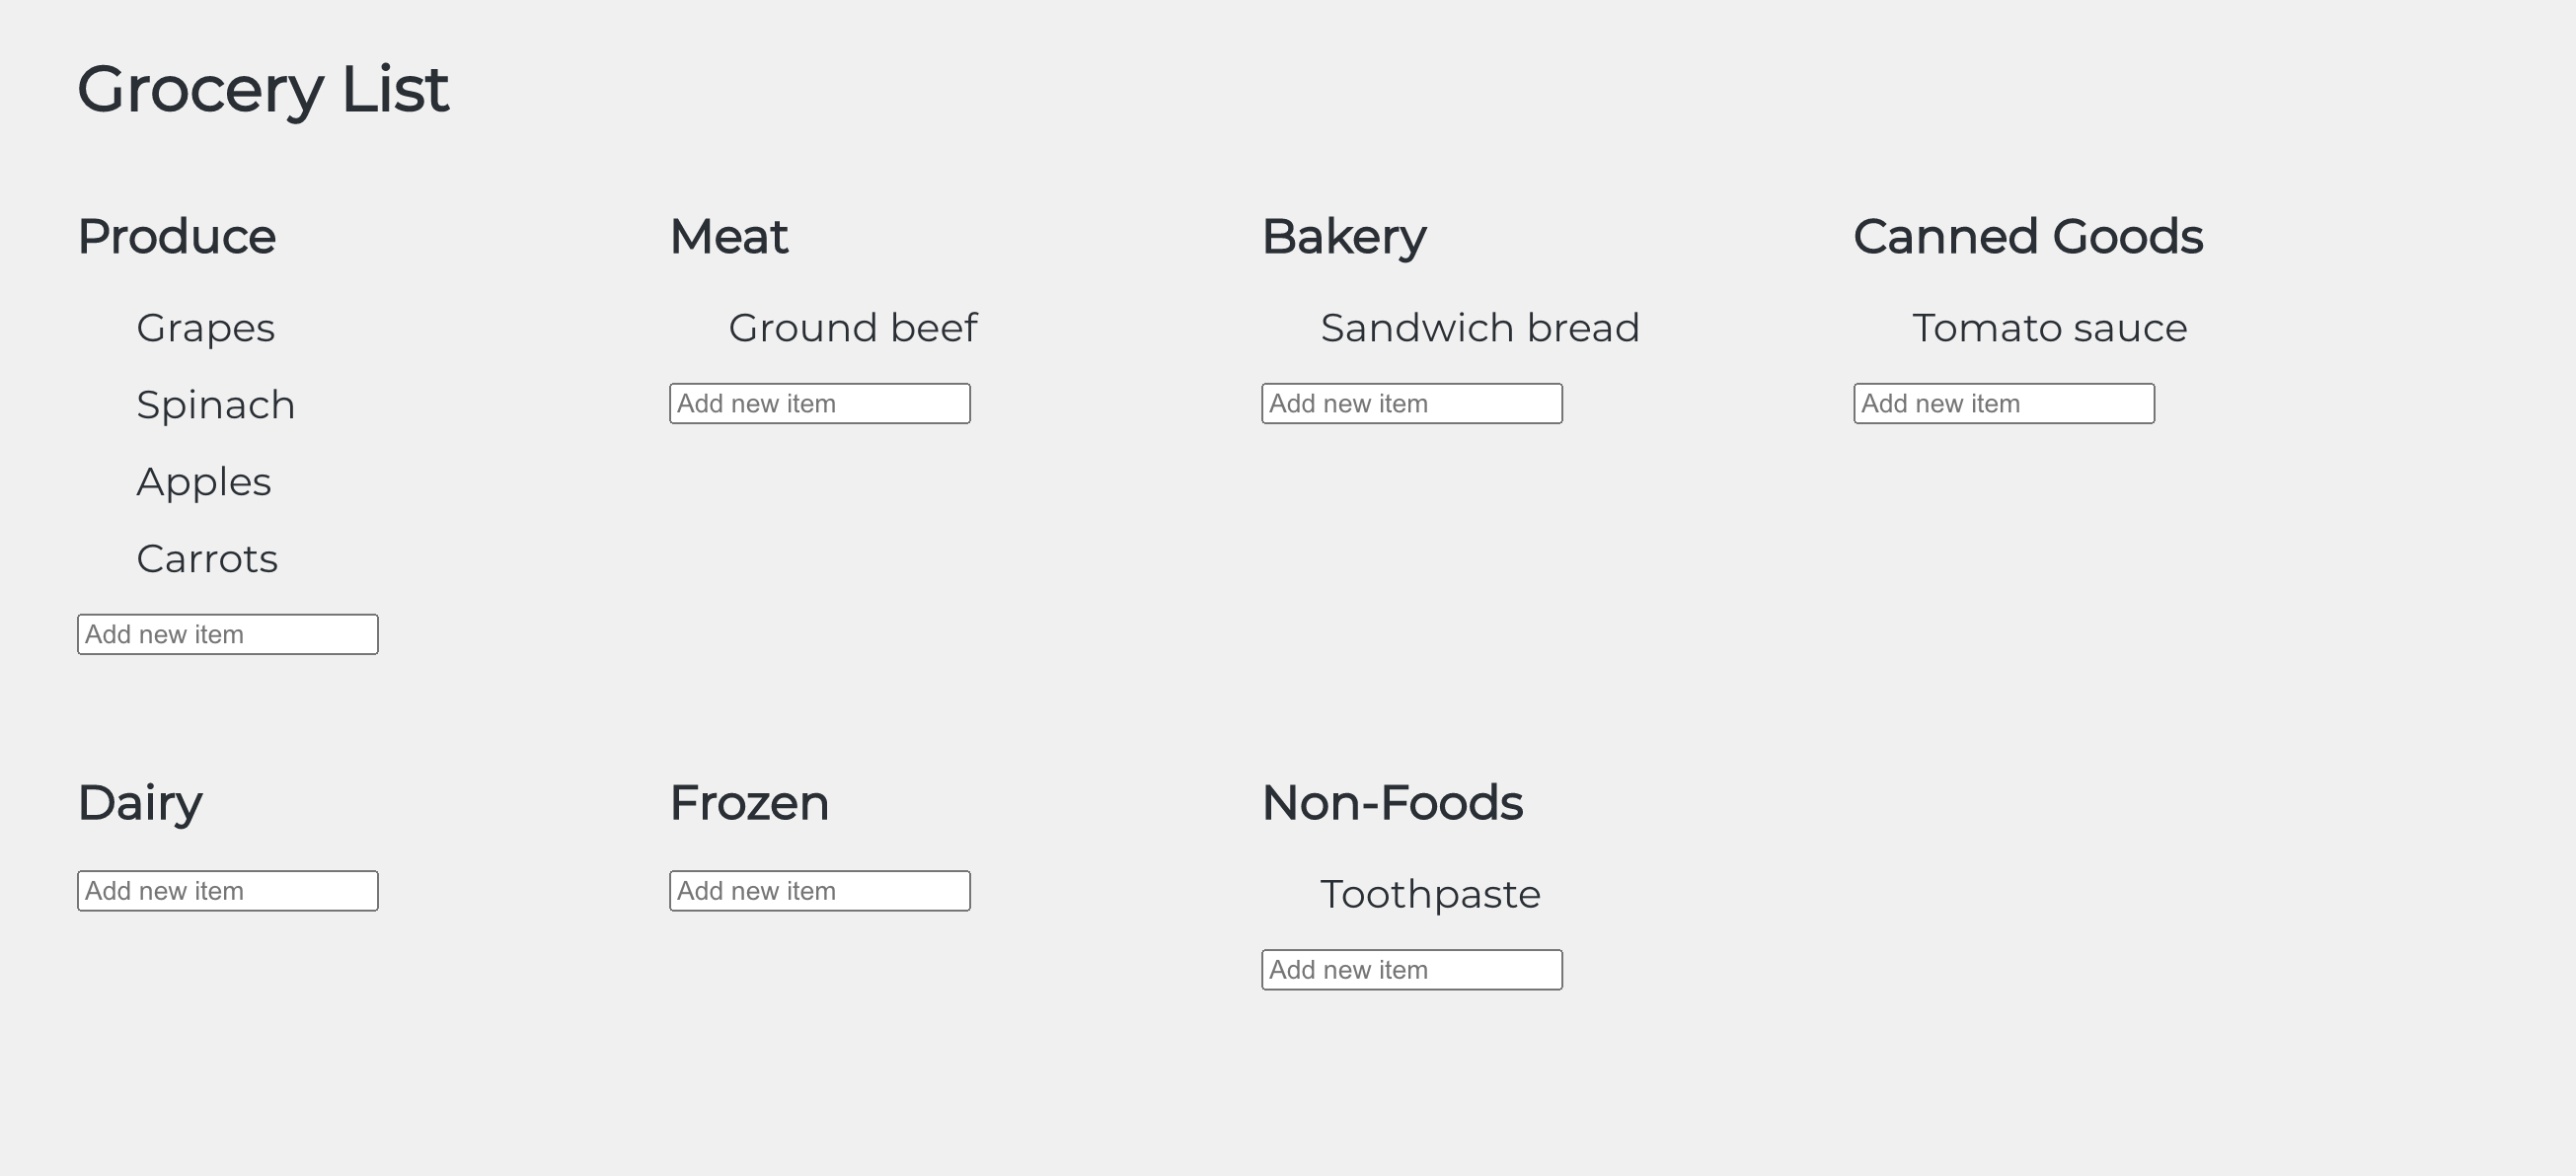 Grocery List
Produce
Grapes
Spinach
Apples
Carrots
Add new item
Meat
Ground beef
Add new item
Bakery
Sandwich bread
Add new item
Canned Goods
Tomato sauce
Add new item
Dairy
Add new item
Frozen
Add new item
Non-Foods
Toothpaste
Add new item